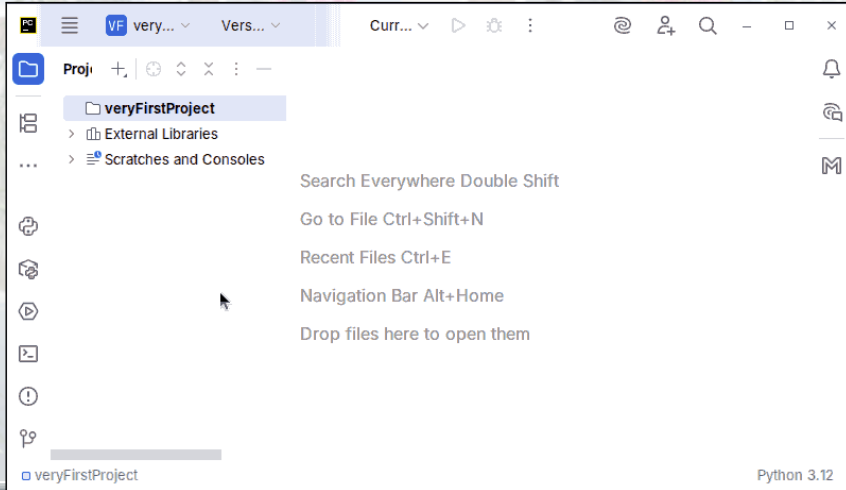 PC
VF very... Vers... Curr...
Proj
veryFirstProject
External Libraries
Scratches and Consoles
Search Everywhere Double Shift
Go to File Ctrl+Shift+N
Recent Files Ctrl+E
Navigation Bar Alt+Home
Drop files here to open them
veryFirstProject
Python 3.12